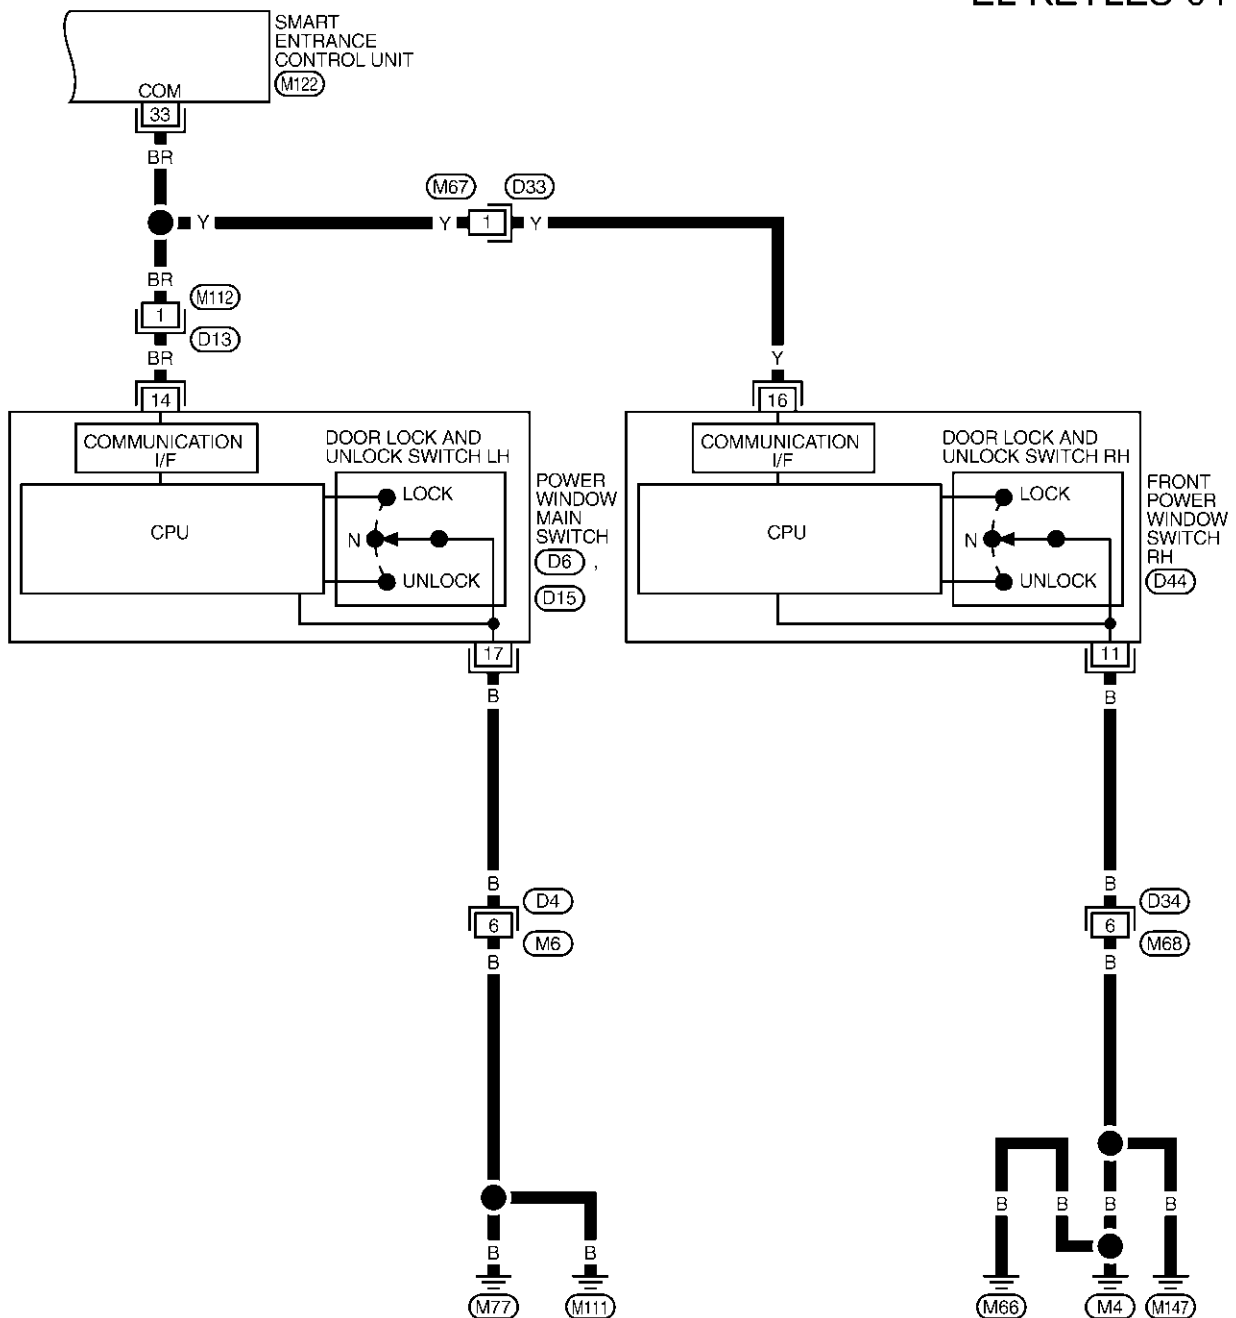 SMART
ENTRANCE
CONTROL UNIT
M122
COM
33
BR
M67
D33
Y
Y
1
Y
BR
M112
1
D13
BR
Y
14
16
COMMUNICATION
I/F
DOOR LOCK AND
UNLOCK SWITCH LH
CPU
LOCK
N
UNLOCK
POWER
WINDOW
MAIN
SWITCH
D6 ,
D15
COMMUNICATION
I/F
DOOR LOCK AND
UNLOCK SWITCH RH
CPU
LOCK
N
UNLOCK
FRONT
POWER
WINDOW
SWITCH
RH
D44
17
11
B
B
B
B
D4
D34
6
6
M6
M68
B
B
B
B
B
B
B
B
M77
M111
M66
M4
M147